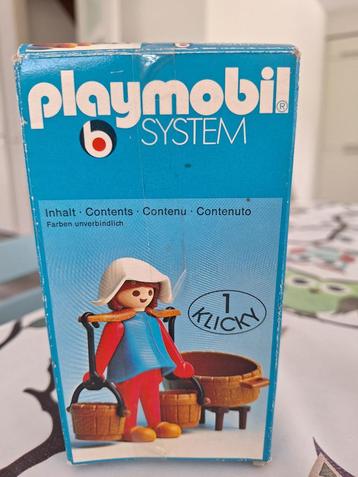 playmobil®
b SYSTEM
Inhalt · Contents · Contenu · Contenuto
Farben unverbindlich
1
KLICKY